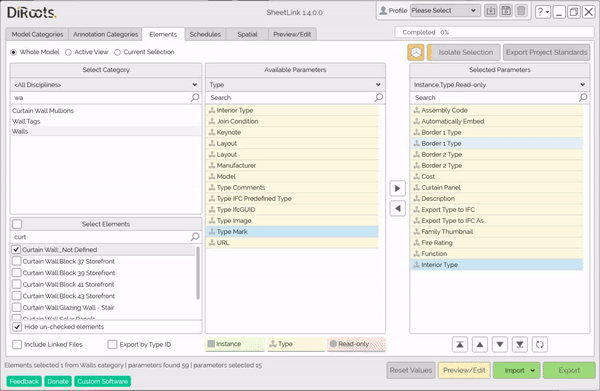 DiRoots.
SheetLink 1.4.0.0
Profile Please Select
? -
Model Categories Annotation Categories Elements Schedules Spatial Preview/Edit
Completed 0%
Whole Model Active View Current Selection
Isolate Selection Export Project Standards
Select Category
<All Disciplines>
wa
Curtain Wall Mullions
Wall Tags
Walls
Select Elements
curt
Curtain Wall:_Not Defined
Curtain Wall:Block 37 Storefront
Curtain Wall:Block 39 Storefront
Curtain Wall:Block 41 Storefront
Curtain Wall:Block 43 Storefront
Curtain Wall:Glazing Wall - Stair
Curtain Wall:Solar Panels
Hide un-checked elements
Include Linked Files Export by Type ID
Available Parameters
Type
Search
Interior Type
Join Condition
Keynote
Layout
Layout
Manufacturer
Model
Type Comments
Type IFC Predefined Type
Type IfcGUID
Type Image
Type Mark
URL
Instance Type Read-only
Selected Parameters
Instance,Type,Read-only
Search
Assembly Code
Automatically Embed
Border 1 Type
Border 1 Type
Border 2 Type
Border 2 Type
Cost
Curtain Panel
Description
Export Type to IFC
Export Type to IFC As
Family Thumbnail
Fire Rating
Function
Interior Type
Elements selected 1 from Walls category | parameters found 59 | parameters selected 15
Reset Values Preview/Edit Import Export
Feedback Donate Custom Software